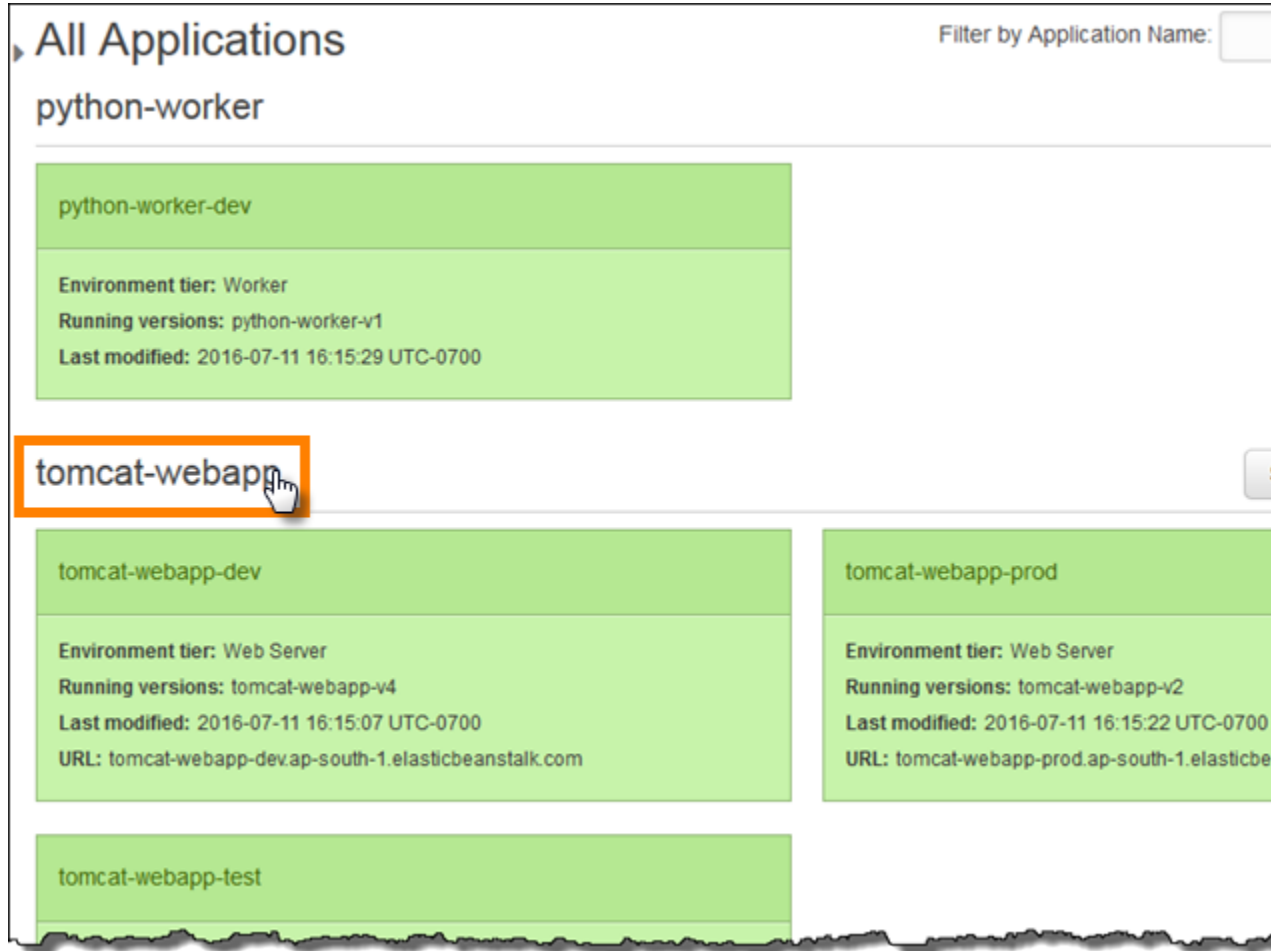 All Applications
Filter by Application Name:
python-worker
python-worker-dev
Environment tier: Worker
Running versions: python-worker-v1
Last modified: 2016-07-11 16:15:29 UTC-0700
tomcat-webapp
tomcat-webapp-dev
Environment tier: Web Server
Running versions: tomcat-webapp-v4
Last modified: 2016-07-11 16:15:07 UTC-0700
URL: tomcat-webapp-dev.ap-south-1.elasticbeanstalk.com
tomcat-webapp-prod
Environment tier: Web Server
Running versions: tomcat-webapp-v2
Last modified: 2016-07-11 16:15:22 UTC-0700
URL: tomcat-webapp-prod.ap-south-1.elasticbe
tomcat-webapp-test